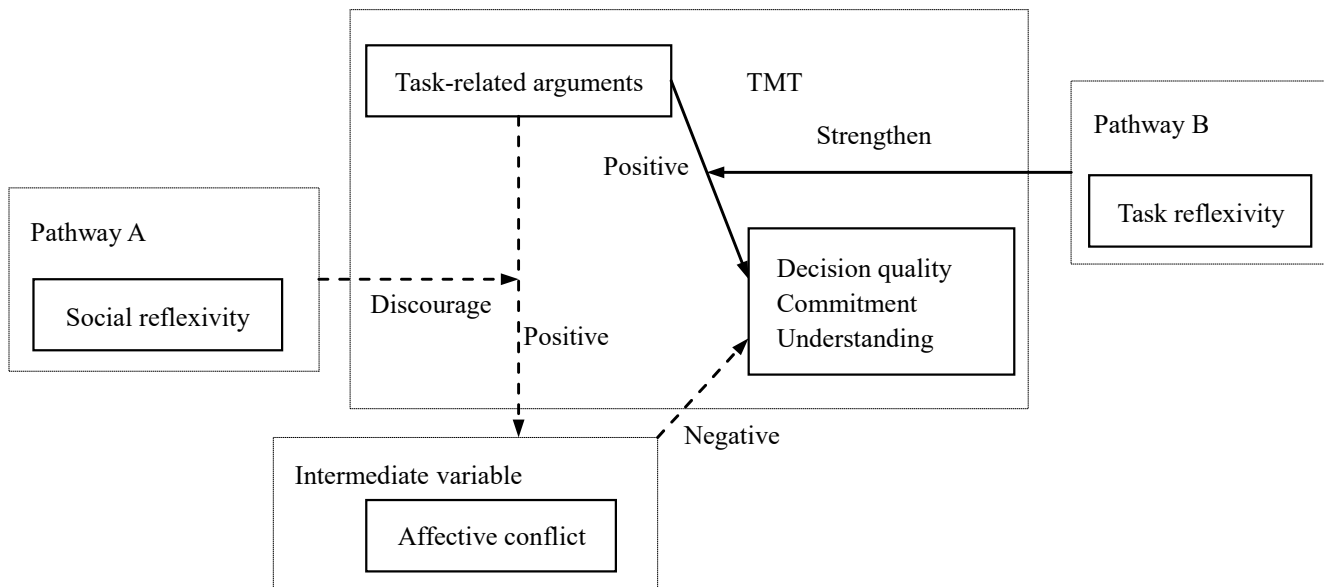 Task-related arguments
TMT
Pathway B
Strengthen
Positive
Task reflexivity
Pathway A
Social reflexivity
Discourage
Positive
Decision quality
Commitment
Understanding
Negative
Intermediate variable
Affective conflict